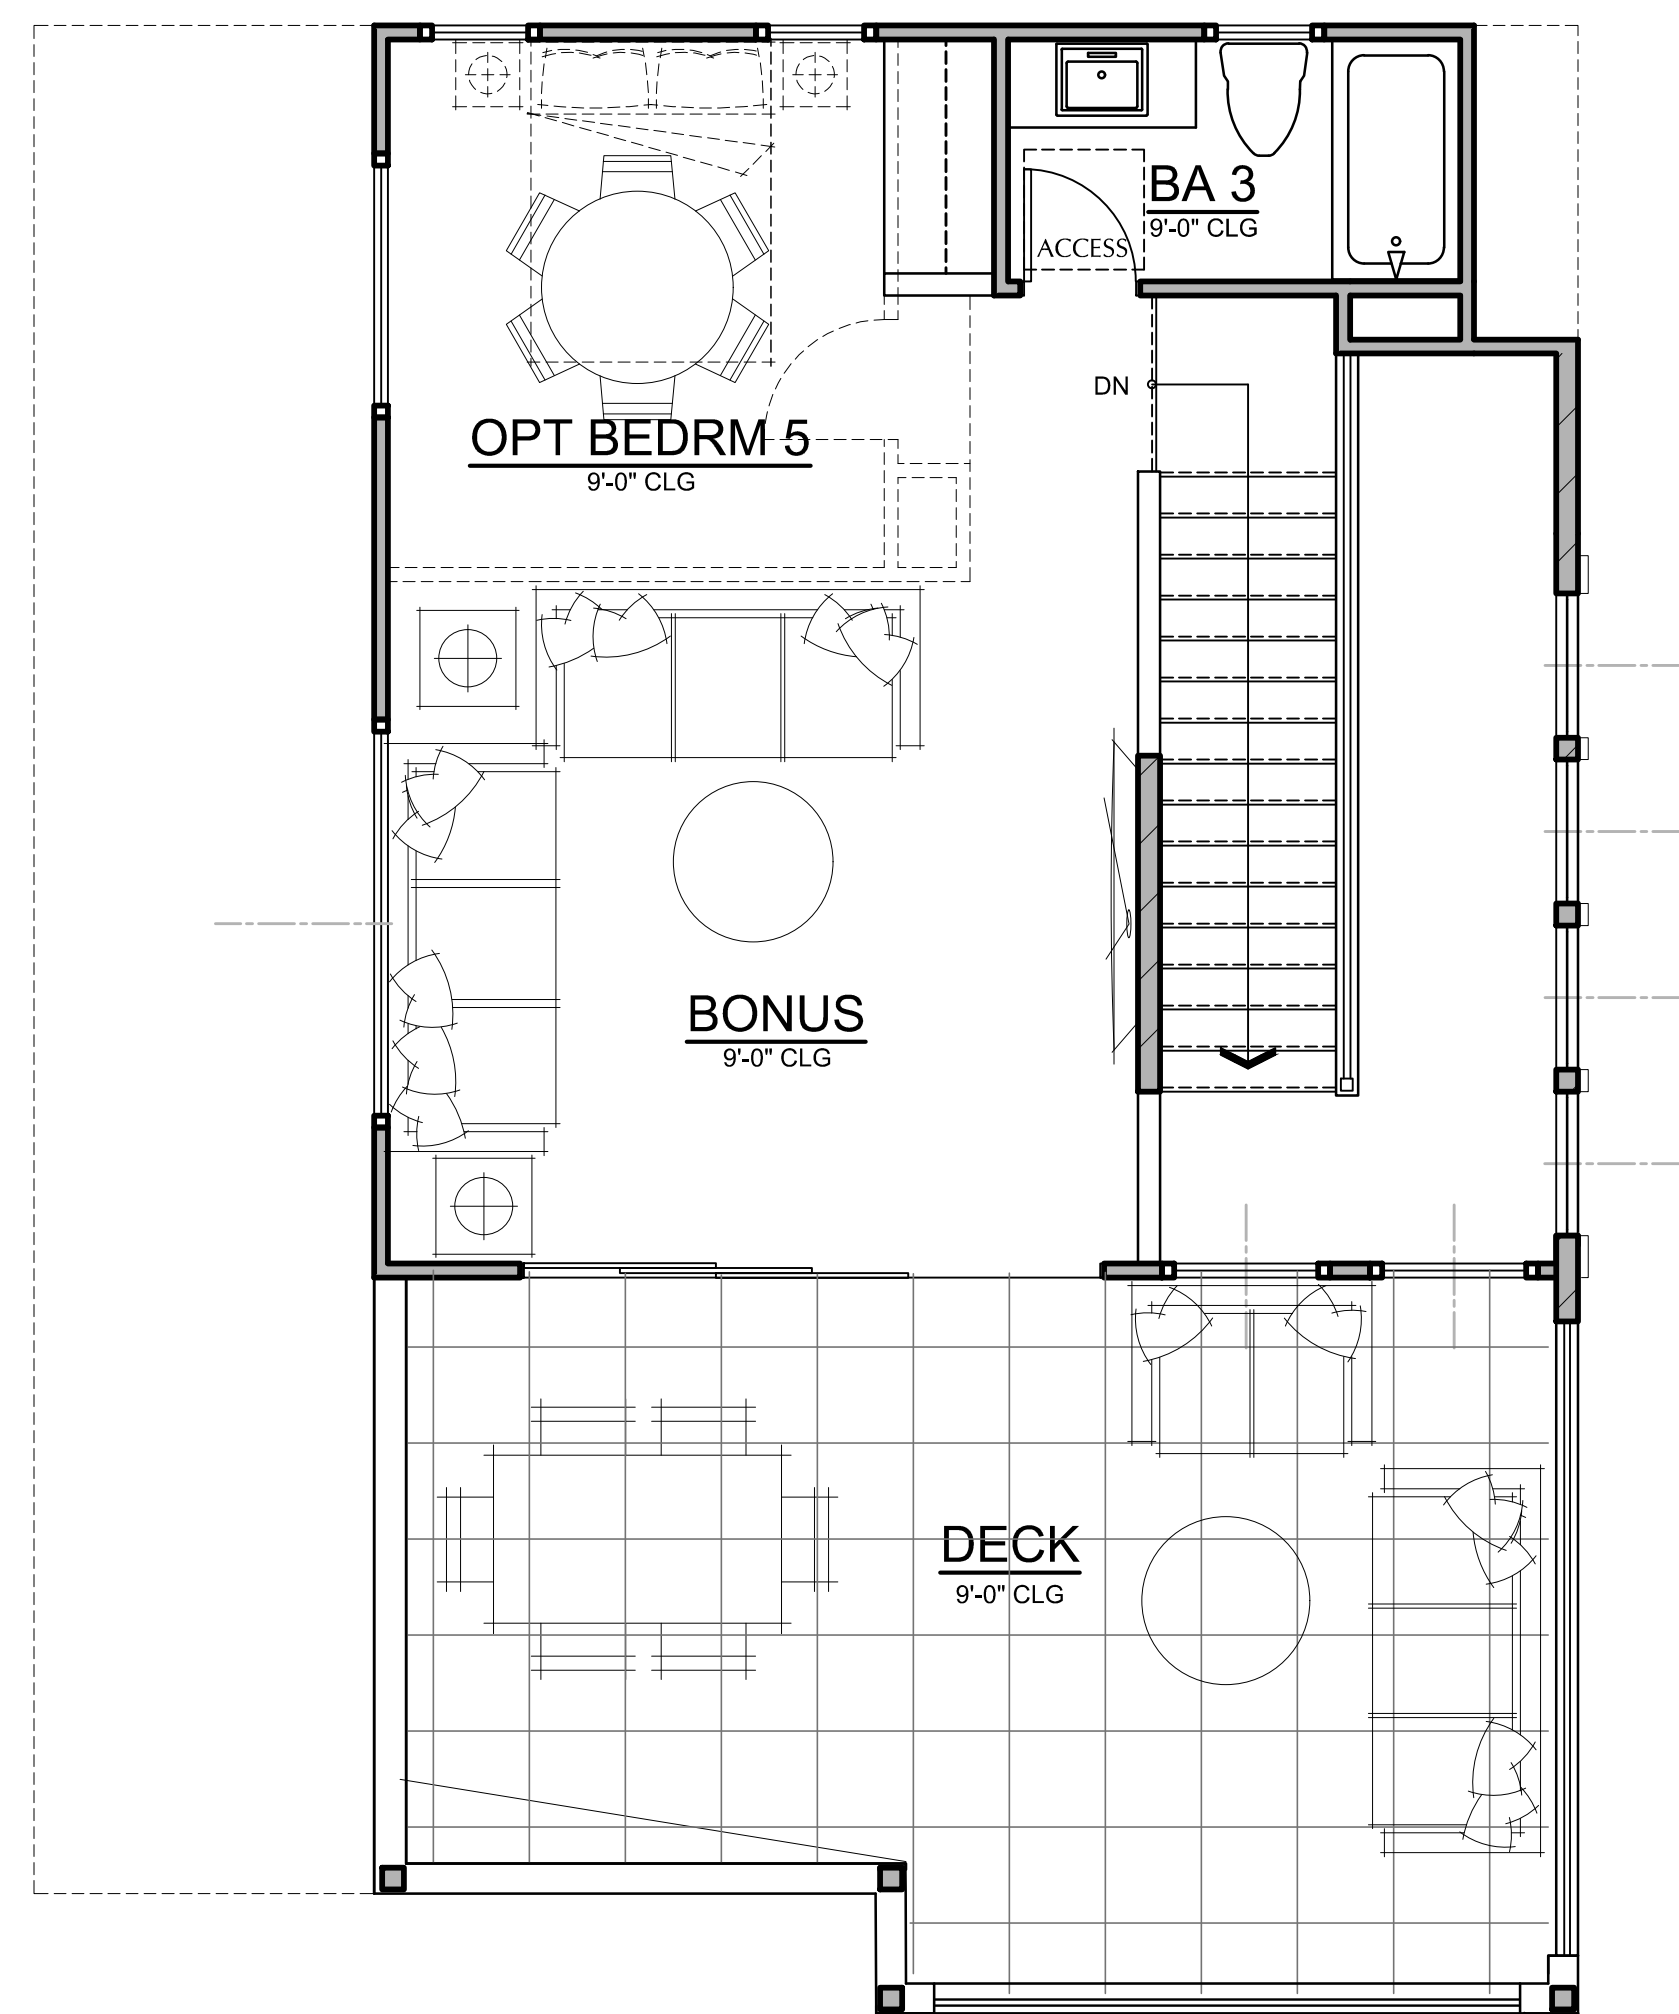 BA 3
9'-0" CLG
ACCESS
DN
OPT BEDRM 5
9'-0" CLG
BONUS
9'-0" CLG
DECK
9'-0" CLG